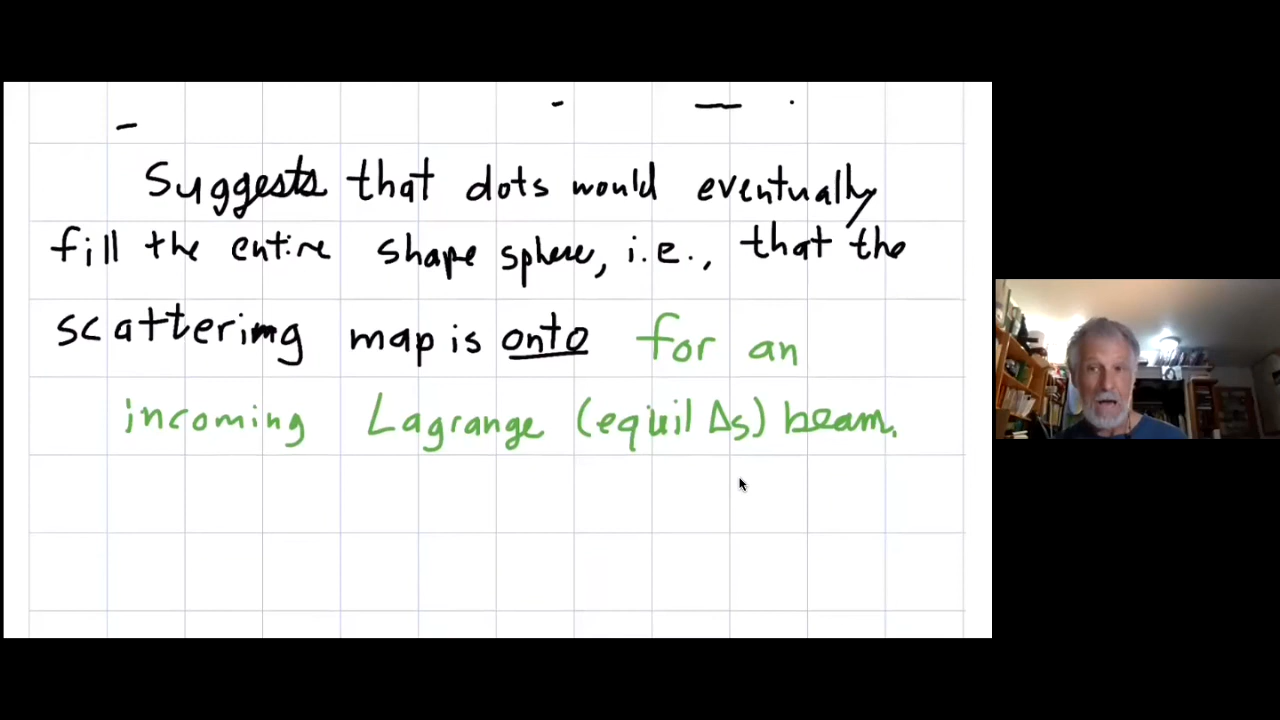 Suggests that dots would eventually
fill the entire shape sphere, i.e., that the
scattering map is onto for an
incoming Lagrange (equil Δs) beam.